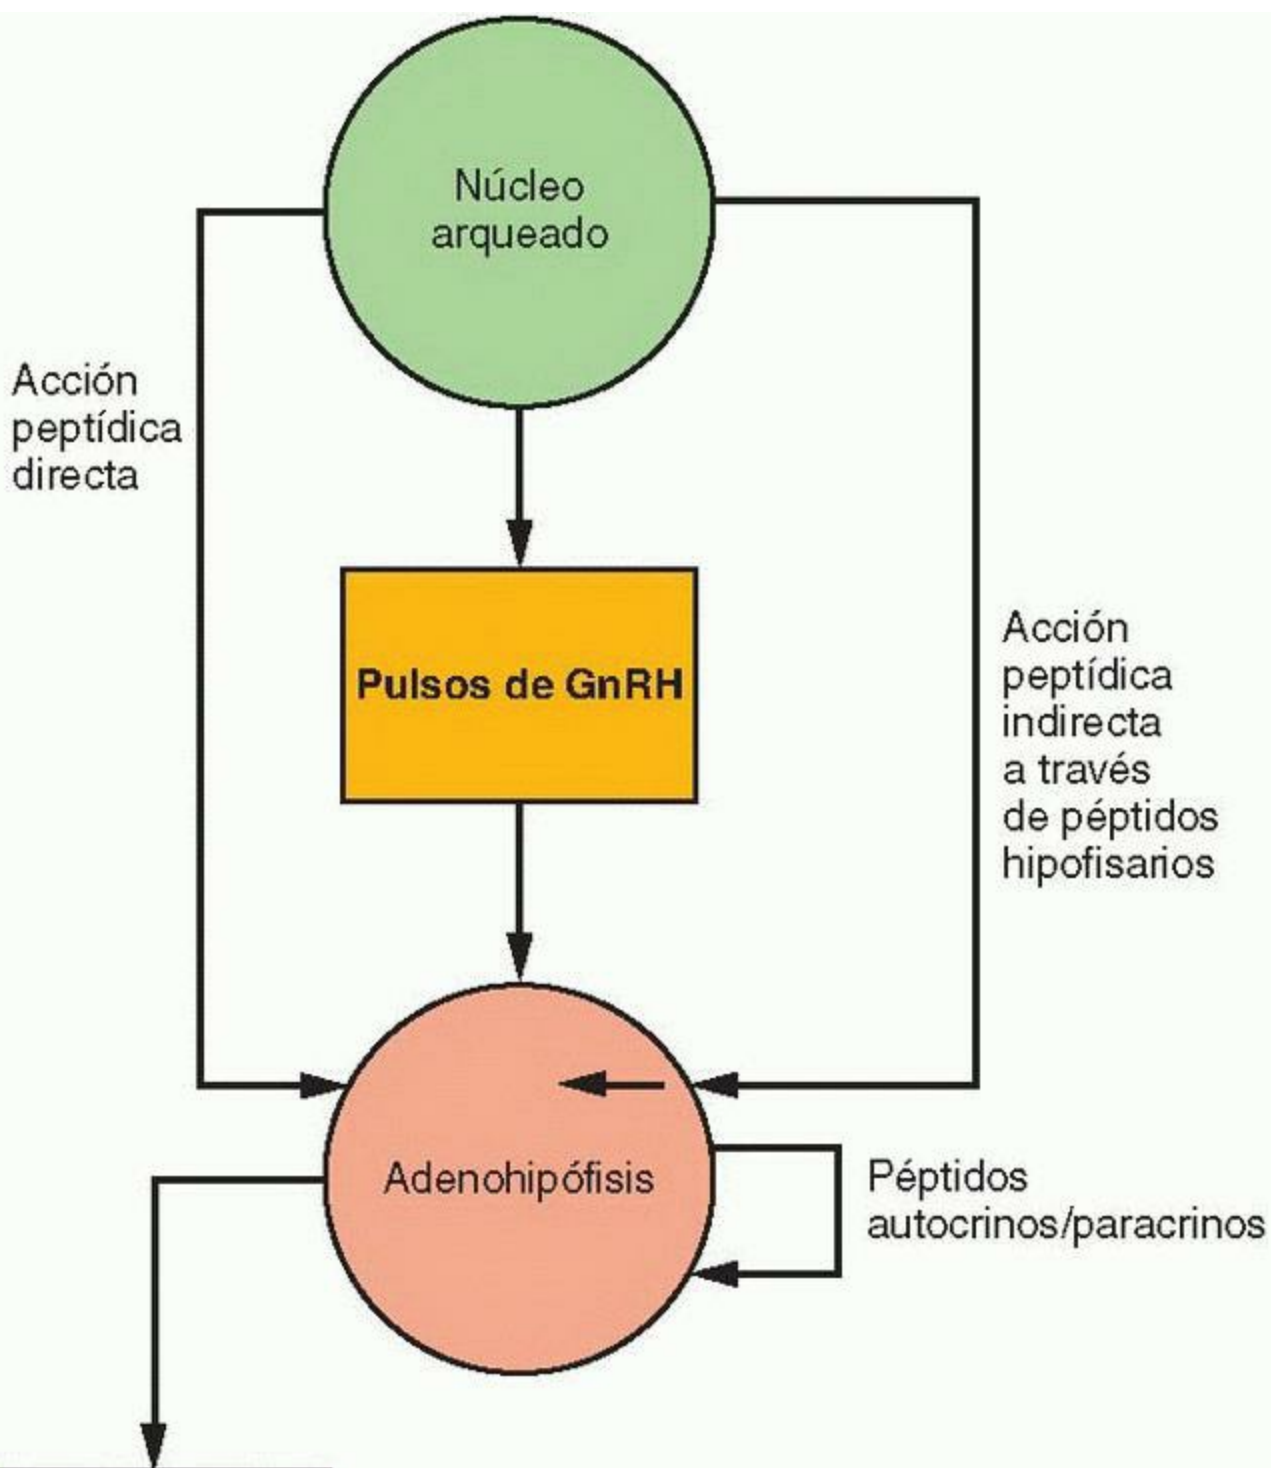 Núcleo
arqueado
Acción
peptídica
directa
Pulsos de GnRH
Acción
peptídica
indirecta
a través
de péptidos
hipofisarios
Adenohipófisis
Péptidos
autocrinos/paracrinos